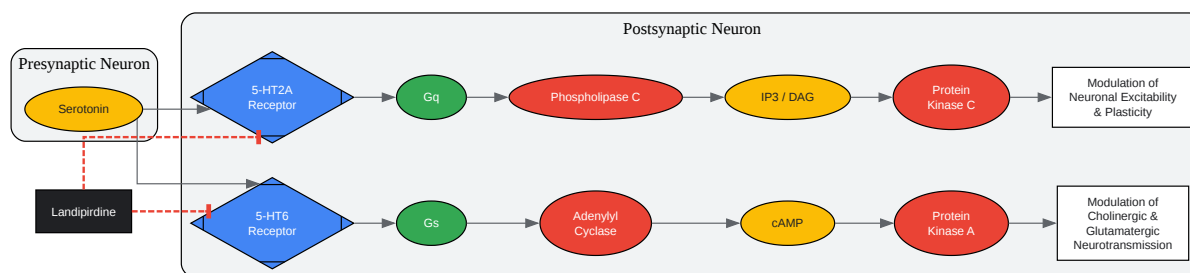 Postsynaptic Neuron
Presynaptic Neuron
Serotonin
5-HT2A
Receptor
Gq
Phospholipase C
IP3 / DAG
Protein
Kinase C
Modulation of
Neuronal Excitability
& Plasticity
Landipirdine
5-HT6
Receptor
Gs
Adenylyl
Cyclase
cAMP
Protein
Kinase A
Modulation of
Cholinergic &
Glutamatergic
Neurotransmission